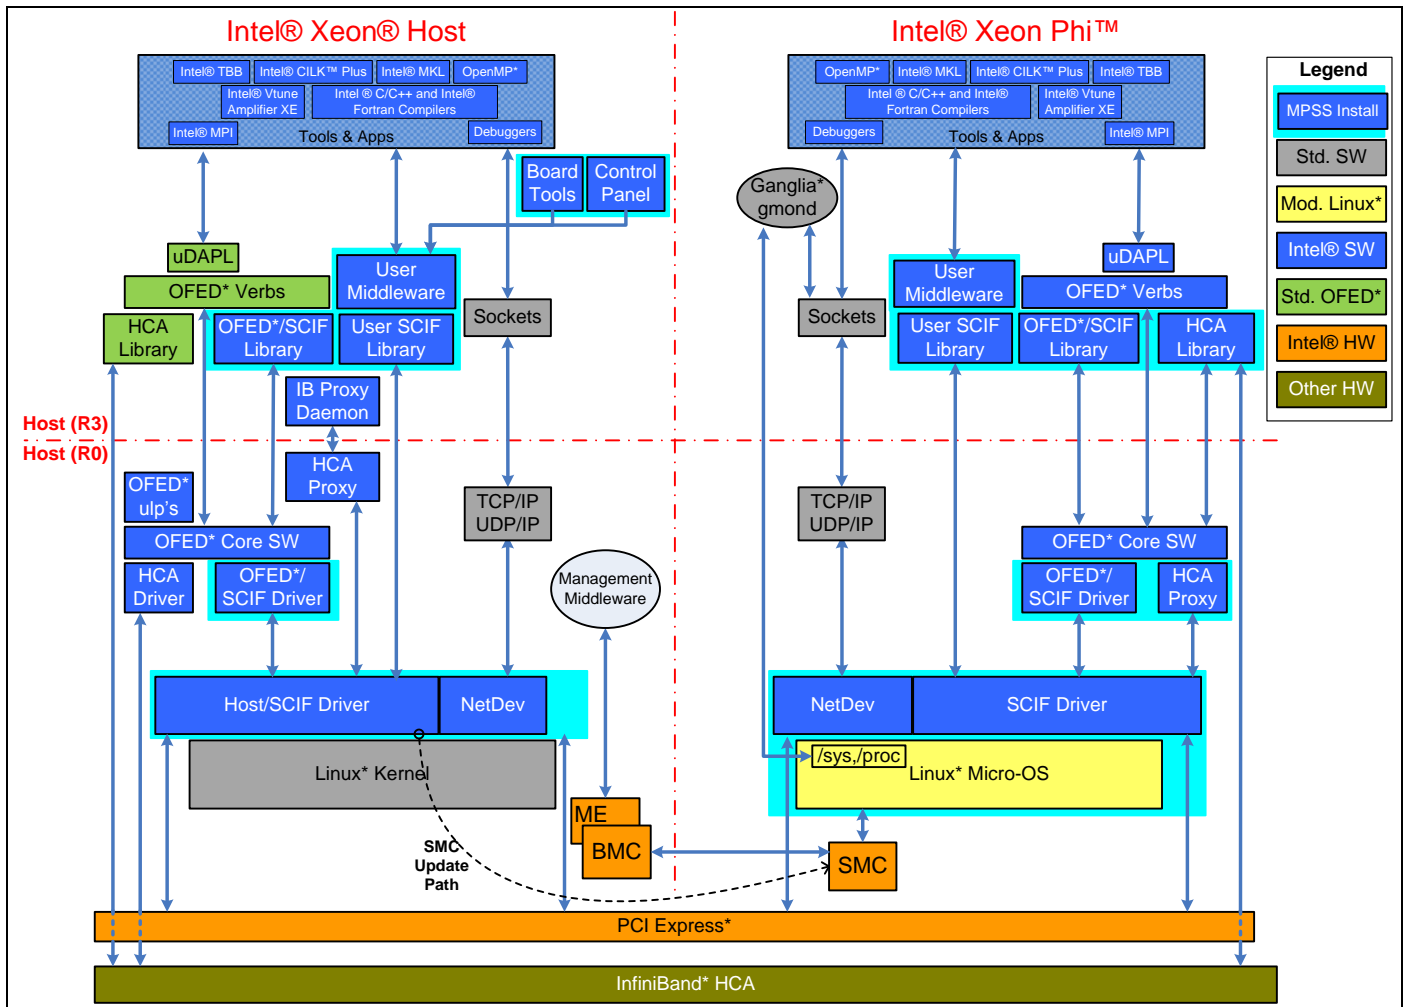 Intel® Xeon® Host
Intel® Xeon Phi™
Intel® TBB
Intel® CILK™ Plus
Intel® MKL
OpenMP*
Intel® Vtune
Amplifier XE
Intel ® C/C++ and Intel®
Fortran Compilers
Intel® MPI
Tools & Apps
Debuggers
OpenMP*
Intel® MKL
Intel® CILK™ Plus
Intel® TBB
Intel ® C/C++ and Intel®
Fortran Compilers
Intel® Vtune
Amplifier XE
Debuggers
Tools & Apps
Intel® MPI
Legend
MPSS Install
Std. SW
Mod. Linux*
Intel® SW
Std. OFED*
Intel® HW
Other HW
Board
Tools
Control
Panel
Ganglia*
gmond
uDAPL
OFED* Verbs
HCA
Library
OFED*/SCIF
Library
User
Middleware
User SCIF
Library
Sockets
IB Proxy
Daemon
Sockets
User
Middleware
User SCIF
Library
uDAPL
OFED* Verbs
OFED*/SCIF
Library
HCA
Library
Host (R3)
Host (R0)
OFED*
ulp's
HCA
Proxy
TCP/IP
UDP/IP
OFED* Core SW
HCA
Driver
OFED*/
SCIF Driver
Management
Middleware
TCP/IP
UDP/IP
OFED* Core SW
OFED*/
SCIF Driver
HCA
Proxy
Host/SCIF Driver
NetDev
Linux* Kernel
NetDev
SCIF Driver
/sys,/proc
Linux* Micro-OS
ME
BMC
SMC
Update
Path
SMC
PCI Express*
InfiniBand* HCA